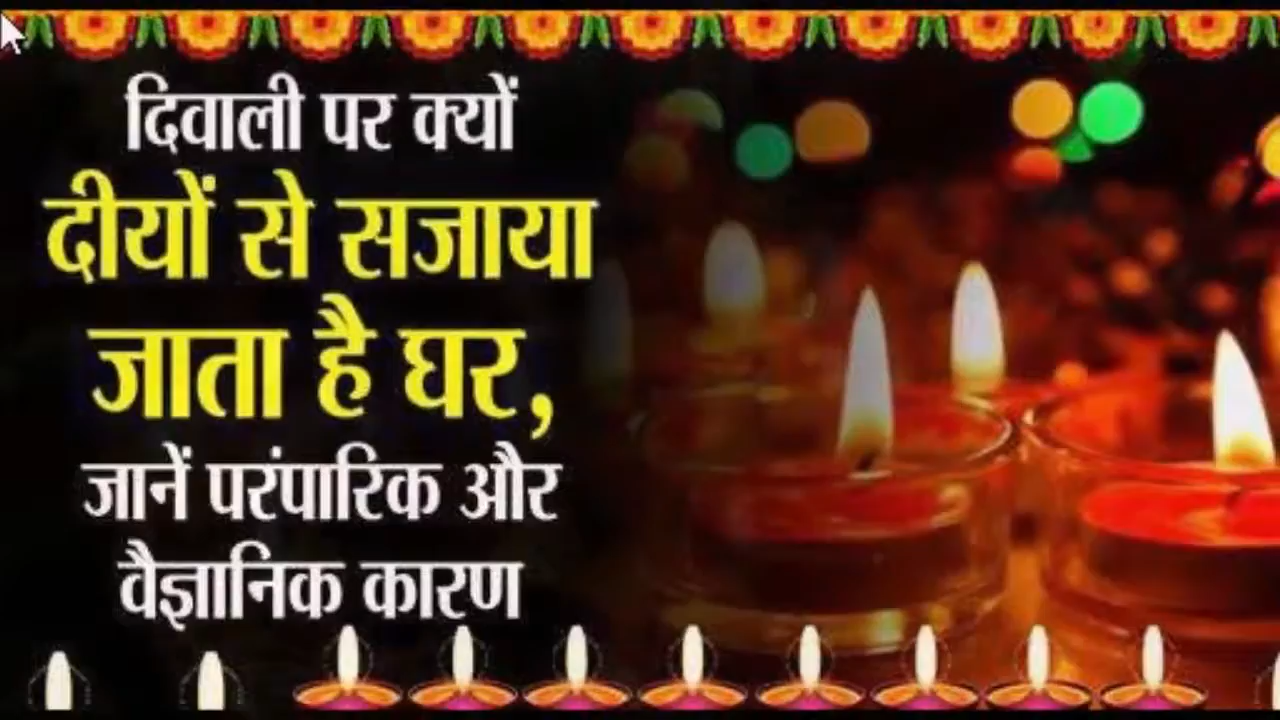 दिवाली पर क्यों
दीयों से सजाया
जाता है घर,
जानें परंपारिक और
वैज्ञानिक कारण